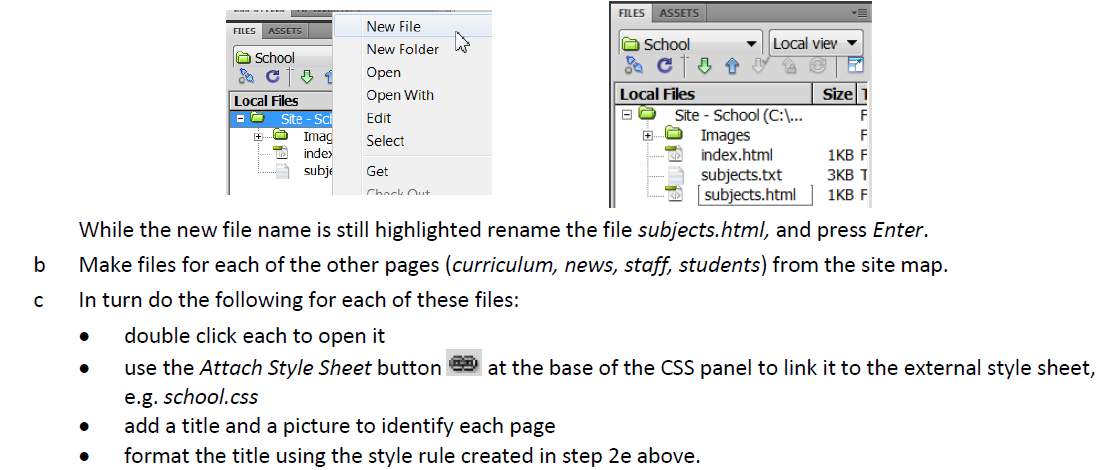 FILES ASSETS
School
Local Files
Site - Sch
Imag
index
subje
New File
New Folder
Open
Open With
Edit
Select
Get
Check Out
FILES ASSETS
School Local view
Local Files Size
Site - School (C:\... F
Images F
index.html 1KB F
subjects.txt 3KB T
subjects.html 1KB F
While the new file name is still highlighted rename the file subjects.html, and press Enter.
b Make files for each of the other pages (curriculum, news, staff, students) from the site map.
c In turn do the following for each of these files:
• double click each to open it
• use the Attach Style Sheet button at the base of the CSS panel to link it to the external style sheet,
e.g. school.css
• add a title and a picture to identify each page
• format the title using the style rule created in step 2e above.